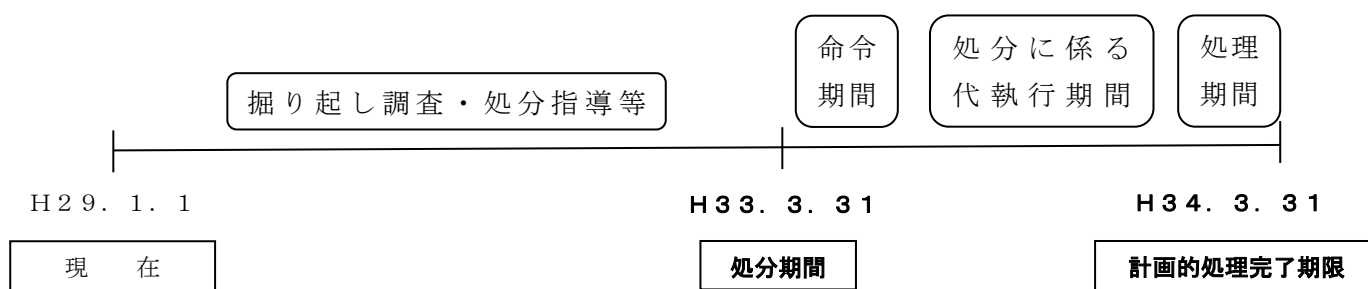 命令
期間
処分に係る
代執行期間
処理
期間
掘り起し調査・処分指導等
H29.1.1
H33.3.31
H34.3.31
現　在
処分期間
計画的処理完了期限